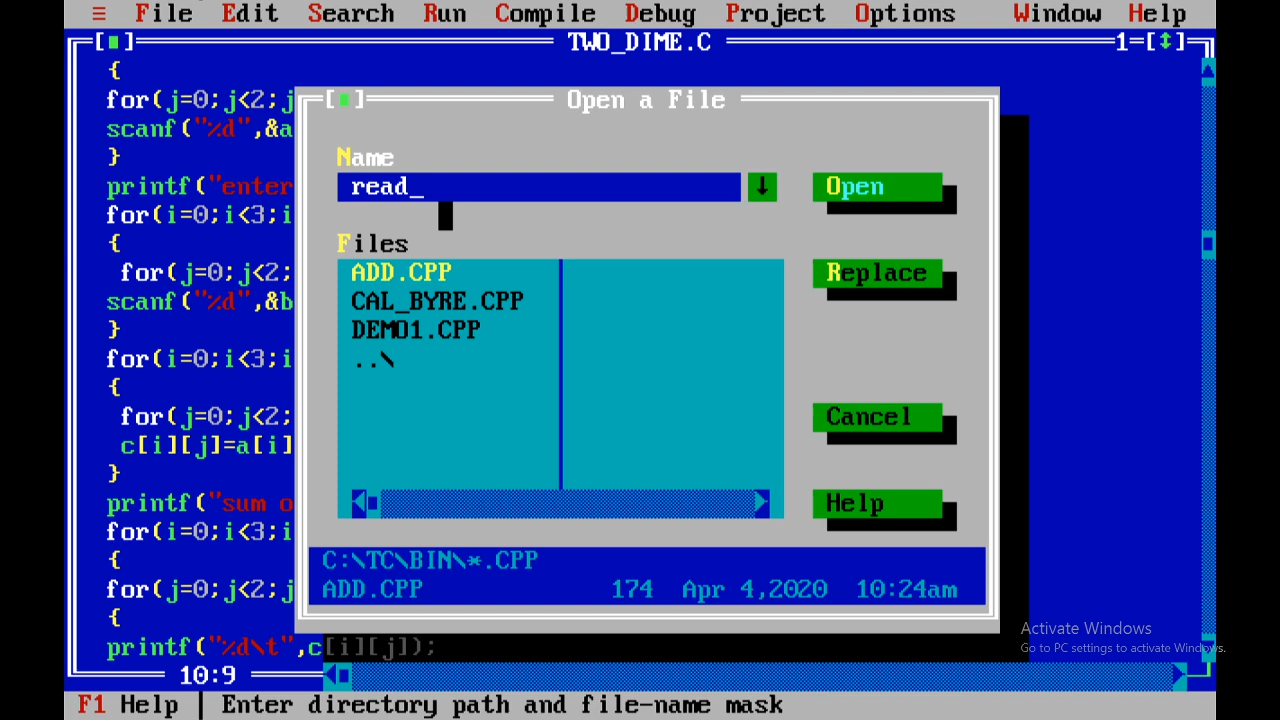 ≡ File Edit Search Run Compile Debug Project Options Window Help
[■] TWO_DIME.C 1=[↕]
{
for(j=0;j<2;j
scanf("%d",&a
}
printf("enter
for(i=0;i<3;i
{
for(j=0;j<2;
scanf("%d",&b
}
for(i=0;i<3;i
{
for(j=0;j<2;
c[i][j]=a[i]
}
printf("sum o
for(i=0;i<3;i
{
for(j=0;j<2;j
{
printf("%d\t",c[i][j]);
10:9
[■] Open a File
Name
read_
Open
Files
ADD.CPP
CAL_BYRE.CPP
DEMO1.CPP
..\
Replace
Cancel
Help
C:\TC\BIN\*.CPP
ADD.CPP 174 Apr 4,2020 10:24am
Activate Windows
Go to PC settings to activate Windows.
F1 Help │ Enter directory path and file-name mask